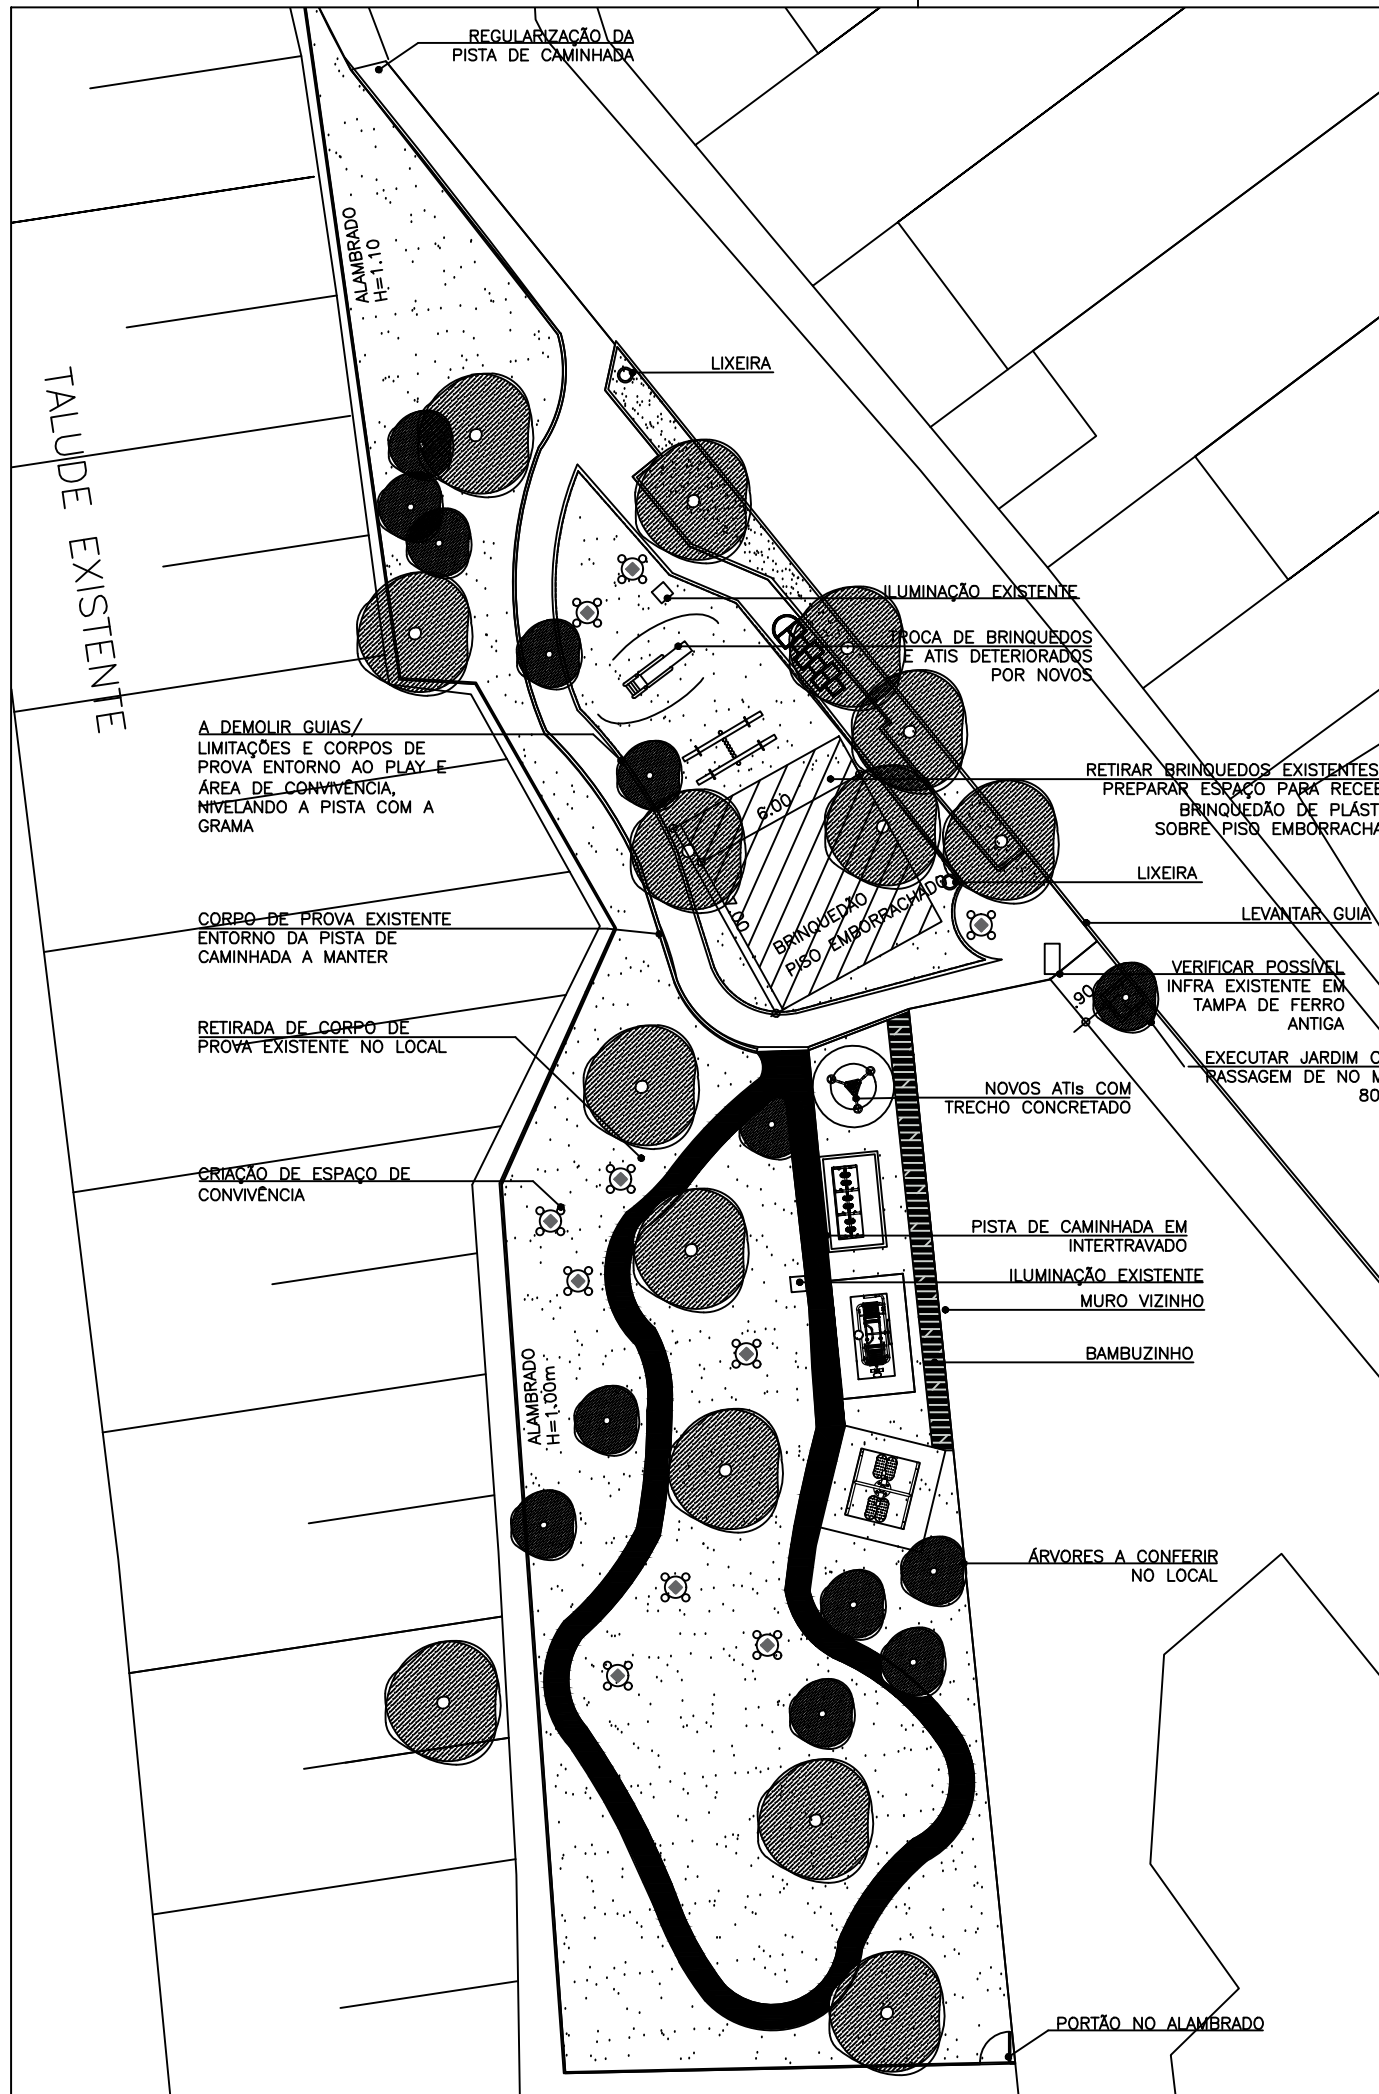 REGULARIZAÇÃO DA
PISTA DE CAMINHADA
ALAMBRADO
H=1.10
LIXEIRA
TALUDE EXISTENTE
ILUMINAÇÃO EXISTENTE
TROCA DE BRINQUEDOS
E ATIS DETERIORADOS
POR NOVOS
A DEMOLIR GUIAS/
LIMITAÇÕES E CORPOS DE
PROVA ENTORNO AO PLAY E
ÁREA DE CONVIVÊNCIA,
NIVELANDO A PISTA COM A
GRAMA
RETIRAR BRINQUEDOS EXISTENTES
PREPARAR ESPAÇO PARA RECEB
BRINQUEDÃO DE PLÁST
SOBRE PISO EMBORRACHA
6.00
.00
BRINQUEDÃO
PISO EMBORRACHADO
LIXEIRA
LEVANTAR GUIA
CORPO DE PROVA EXISTENTE
ENTORNO DA PISTA DE
CAMINHADA A MANTER
VERIFICAR POSSÍVEL
INFRA EXISTENTE EM
TAMPA DE FERRO
ANTIGA
.90
RETIRADA DE CORPO DE
PROVA EXISTENTE NO LOCAL
EXECUTAR JARDIM C
PASSAGEM DE NO M
80
NOVOS ATIs COM
TRECHO CONCRETADO
CRIAÇÃO DE ESPAÇO DE
CONVIVÊNCIA
PISTA DE CAMINHADA EM
INTERTRAVADO
ILUMINAÇÃO EXISTENTE
MURO VIZINHO
BAMBUZINHO
ALAMBRADO
H=1.00m
ÁRVORES A CONFERIR
NO LOCAL
PORTÃO NO ALAMBRADO